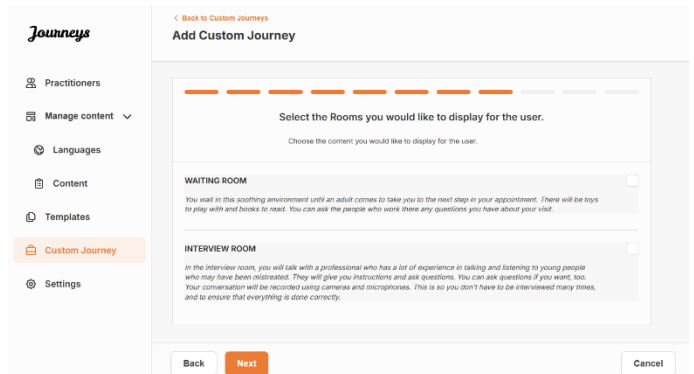 Journeys
Practitioners
Manage content
Languages
Content
Templates
Custom Journey
Settings
< Back to Custom Journeys
Add Custom Journey
Select the Rooms you would like to display for the user.
Choose the content you would like to display for the user.
WAITING ROOM
You wait in this soothing environment until an adult comes to take you to the next step in your appointment. There will be toys
to play with and books to read. You can ask the people who work there any questions you have about your visit.
INTERVIEW ROOM
In the interview room, you will talk with a professional who has a lot of experience in talking and listening to young people
who may have been mistreated. They will give you instructions and ask questions. You can ask questions if you want, too.
Your conversation will be recorded using cameras and microphones. This is so you don't have to be interviewed many times,
and to ensure that everything is done correctly.
Back
Next
Cancel